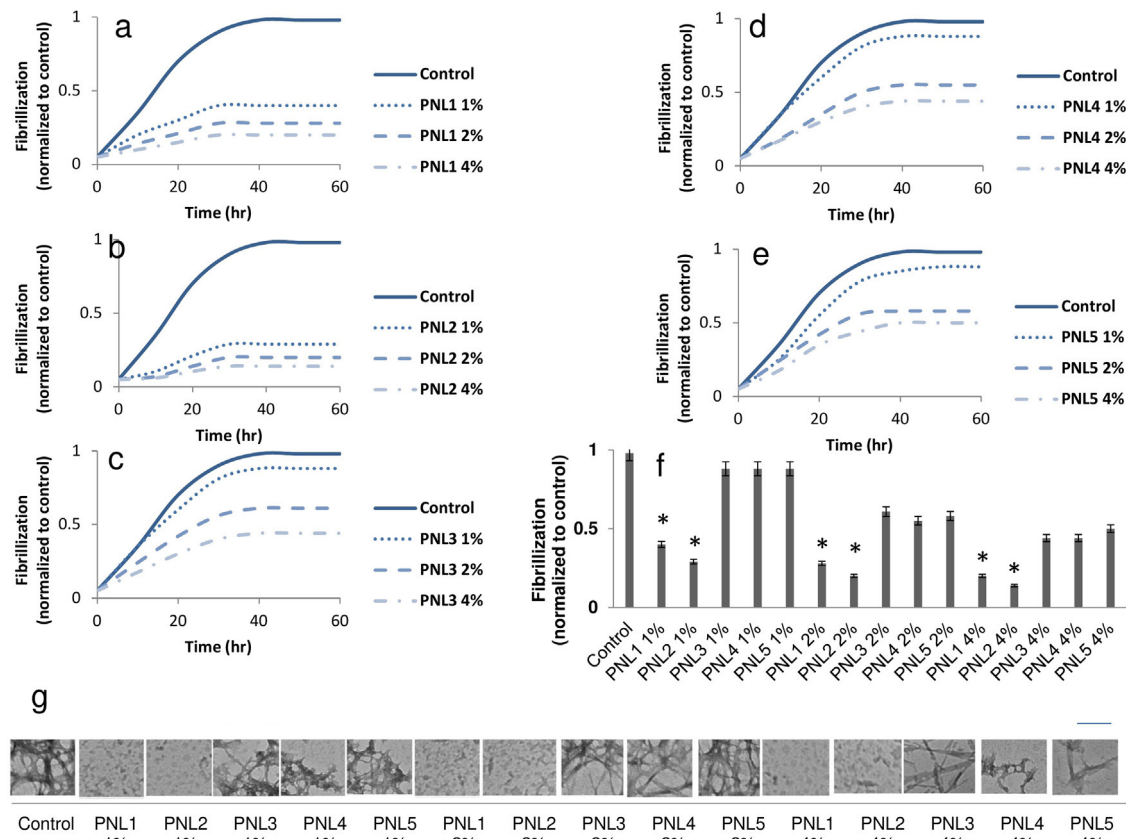 a
Fibrillization
(normalized to control)
1
0.5
0
0 20 40 60
Time (hr)
Control
PNL1 1%
PNL1 2%
PNL1 4%
b
Fibrillization
(normalized to control)
1
0.5
0
0 20 40 60
Time (hr)
Control
PNL2 1%
PNL2 2%
PNL2 4%
c
Fibrillization
(normalized to control)
1
0.5
0
0 20 40 60
Time (hr)
Control
PNL3 1%
PNL3 2%
PNL3 4%
d
Fibrillization
(normalized to control)
1
0.5
0
0 20 40 60
Time (hr)
Control
PNL4 1%
PNL4 2%
PNL4 4%
e
Fibrillization
(normalized to control)
1
0.5
0
0 20 40 60
Time (hr)
Control
PNL5 1%
PNL5 2%
PNL5 4%
f
Fibrillization
(normalized to control)
1
0.5
0
* * * * * *
Control
PNL1 1%
PNL2 1%
PNL3 1%
PNL4 1%
PNL5 1%
PNL1 2%
PNL2 2%
PNL3 2%
PNL4 2%
PNL5 2%
PNL1 4%
PNL2 4%
PNL3 4%
PNL4 4%
PNL5 4%
g
Control PNL1 PNL2 PNL3 PNL4 PNL5 PNL1 PNL2 PNL3 PNL4 PNL5 PNL1 PNL2 PNL3 PNL4 PNL5